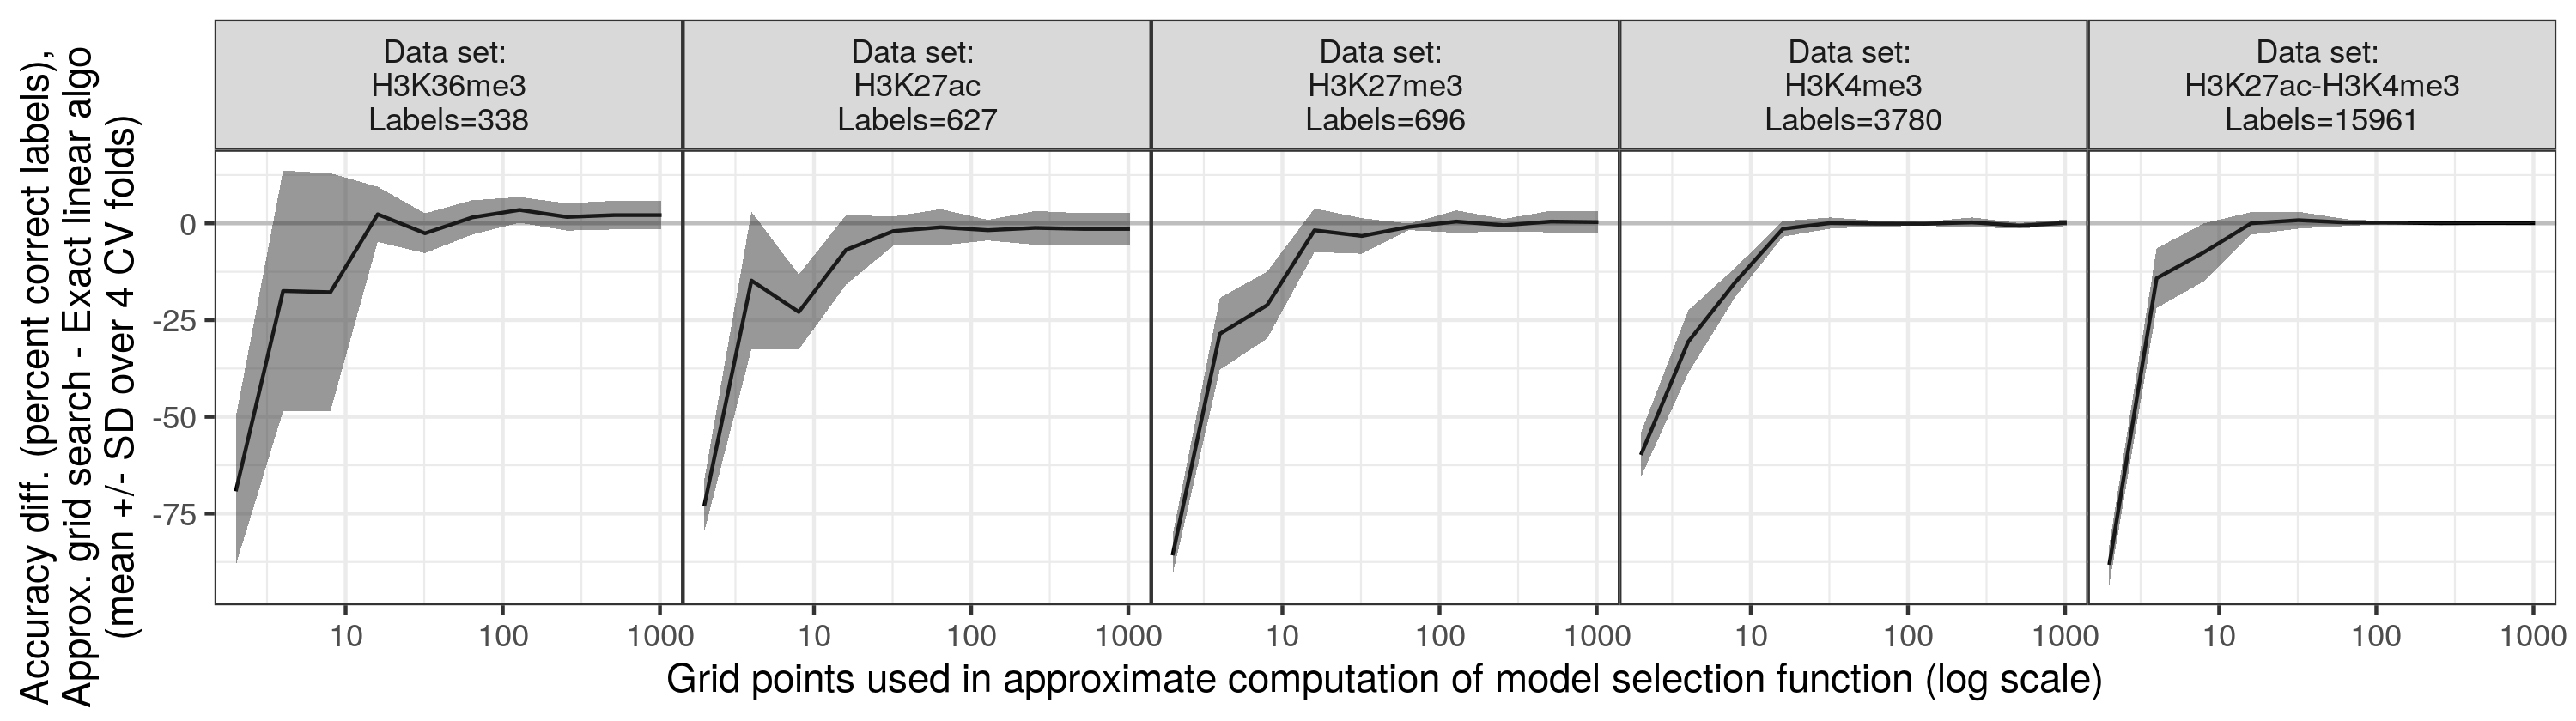 Accuracy diff. (percent correct labels),
Approx. grid search - Exact linear algo
(mean +/- SD over 4 CV folds)
Data set:
H3K36me3
Labels=338
Data set:
H3K27ac
Labels=627
Data set:
H3K27me3
Labels=696
Data set:
H3K4me3
Labels=3780
Data set:
H3K27ac-H3K4me3
Labels=15961
0
-25
-50
-75
10 100 1000
10 100 1000
10 100 1000
10 100 1000
10 100 1000
Grid points used in approximate computation of model selection function (log scale)